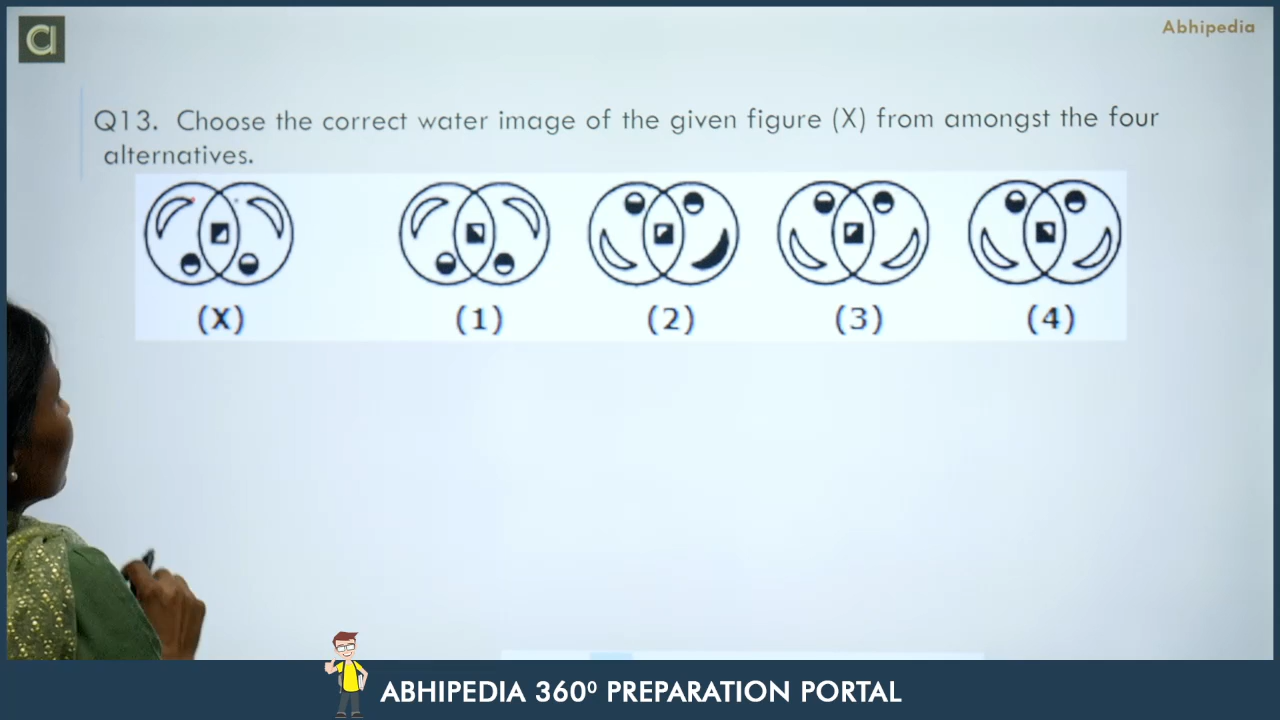 Abhipedia
Q13. Choose the correct water image of the given figure (X) from amongst the four
alternatives.
(X) (1) (2) (3) (4)
ABHIPEDIA 360⁰ PREPARATION PORTAL